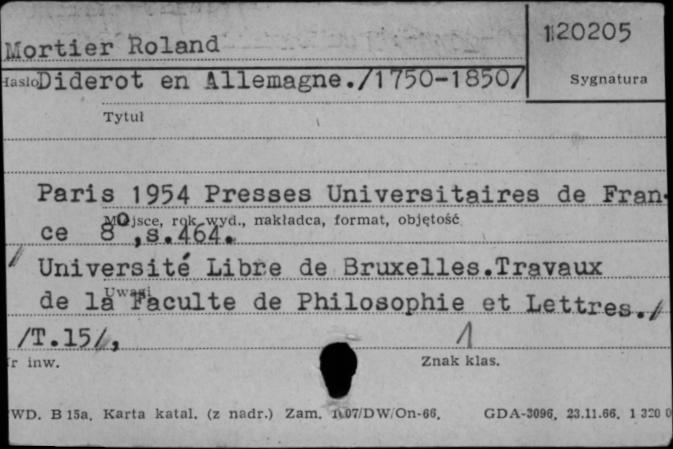 Mortier Roland
120205
Hasło Diderot en Allemagne./1750-1850/
Sygnatura
Tytuł
Paris 1954 Presses Universitaires de Fran-
Miejsce, rok wyd., nakładca, format, objętość
ce 8°,s.464.
/Université Libre de Bruxelles.Travaux
Uwagi
de la Faculte de Philosophie et Lettres./
/T.15/,
1
r inw.
Znak klas.
WD. B 15a. Karta katal. (z nadr.) Zam. 1007/DW/On-66. GDA-3096. 23.11.66. 1 320 0